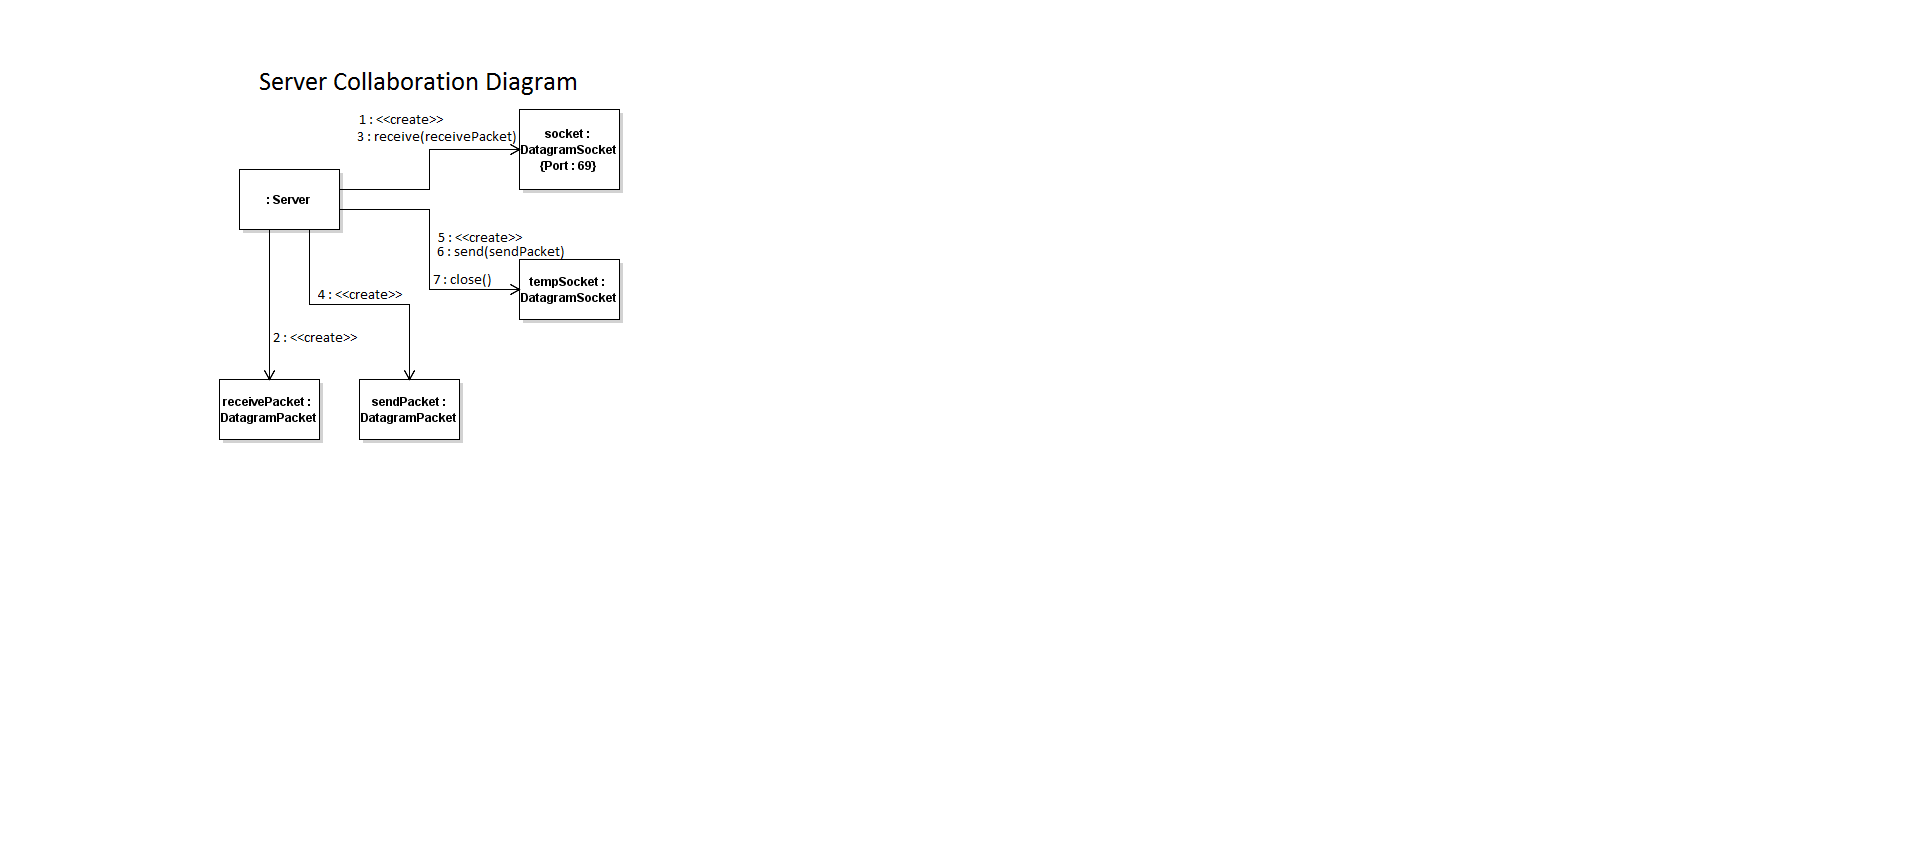 Server Collaboration Diagram
1 : <<create>>
3 : receive(receivePacket)
socket :
DatagramSocket
{Port : 69}
: Server
5 : <<create>>
6 : send(sendPacket)
7 : close()
tempSocket :
DatagramSocket
4 : <<create>>
2 : <<create>>
receivePacket :
DatagramPacket
sendPacket :
DatagramPacket